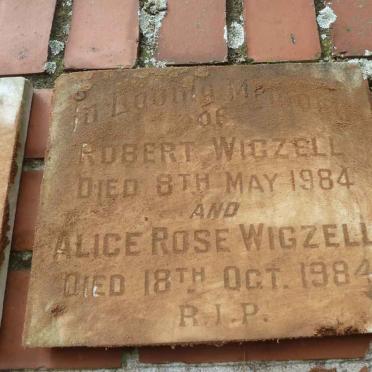 In Loving Memory
OF
ROBERT WIGZELL
DIED 8TH MAY 1984
AND
ALICE ROSE WIGZELL
DIED 18TH OCT. 1984
R.I.P.